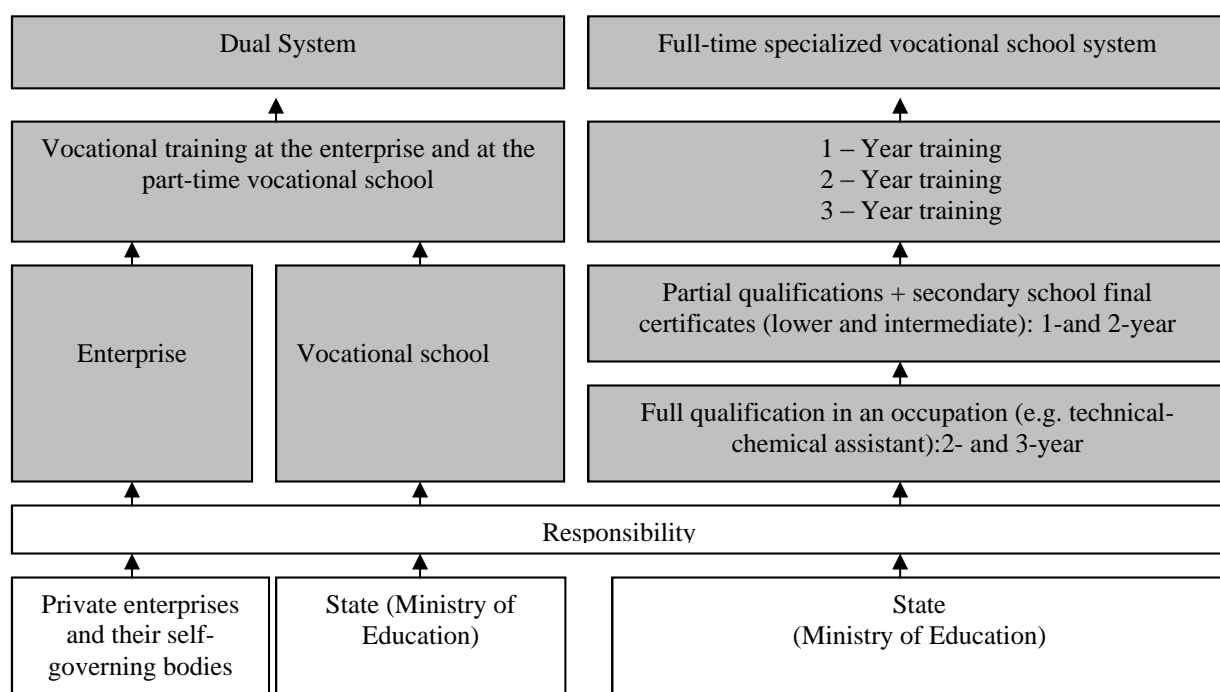 Dual System
Full-time specialized vocational school system
Vocational training at the enterprise and at the
part-time vocational school
1 – Year training
2 – Year training
3 – Year training
Enterprise
Vocational school
Partial qualifications + secondary school final
certificates (lower and intermediate): 1-and 2-year
Full qualification in an occupation (e.g. technical-
chemical assistant):2- and 3-year
Responsibility
Private enterprises
and their self-
governing bodies
State (Ministry of
Education)
State
(Ministry of Education)